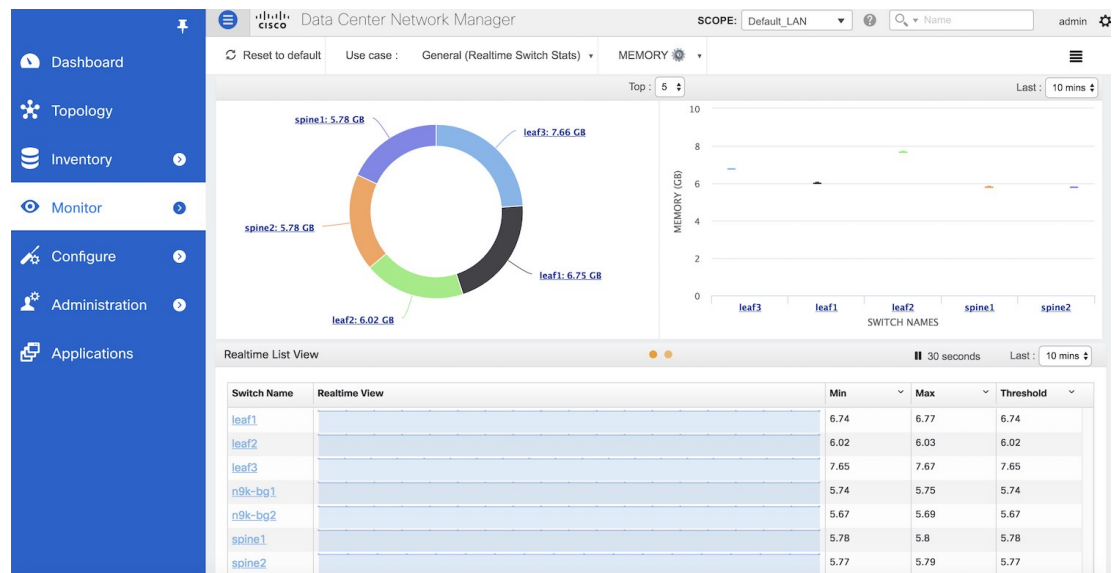 cisco Data Center Network Manager SCOPE: Default_LAN Name admin
Dashboard
Topology
Inventory
Monitor
Configure
Administration
Applications
Reset to default Use case : General (Realtime Switch Stats) MEMORY
Top : 5 Last : 10 mins
spine1: 5.78 GB
leaf3: 7.66 GB
spine2: 5.78 GB
leaf1: 6.75 GB
leaf2: 6.02 GB
10
8
6
4
2
0
MEMORY (GB)
leaf3 leaf1 leaf2 spine1 spine2
SWITCH NAMES
Realtime List View 30 seconds Last : 10 mins
Switch Name Realtime View Min Max Threshold
leaf1 6.74 6.77 6.74
leaf2 6.02 6.03 6.02
leaf3 7.65 7.67 7.65
n9k-bg1 5.74 5.75 5.74
n9k-bg2 5.67 5.69 5.67
spine1 5.78 5.8 5.78
spine2 5.77 5.79 5.77